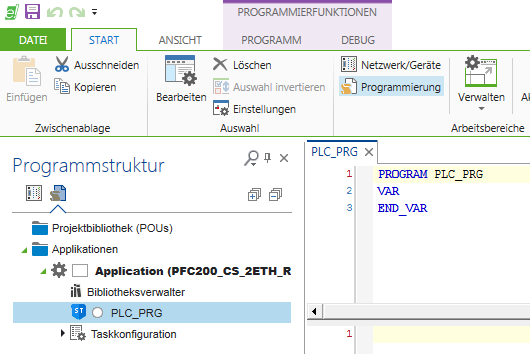 PROGRAMMIERFUNKTIONEN
DATEI START ANSICHT PROGRAMM DEBUG
Einfügen
Ausschneiden
Kopieren
Zwischenablage
Bearbeiten
Löschen
Auswahl invertieren
Einstellungen
Auswahl
Netzwerk/Geräte
Programmierung
Verwalten
Arbeitsbereiche
Programmstruktur
Projektbibliothek (POUs)
Applikationen
Application (PFC200_CS_2ETH_R
Bibliotheksverwalter
ST PLC_PRG
Taskkonfiguration
PLC_PRG
1 PROGRAM PLC_PRG
2 VAR
3 END_VAR
1